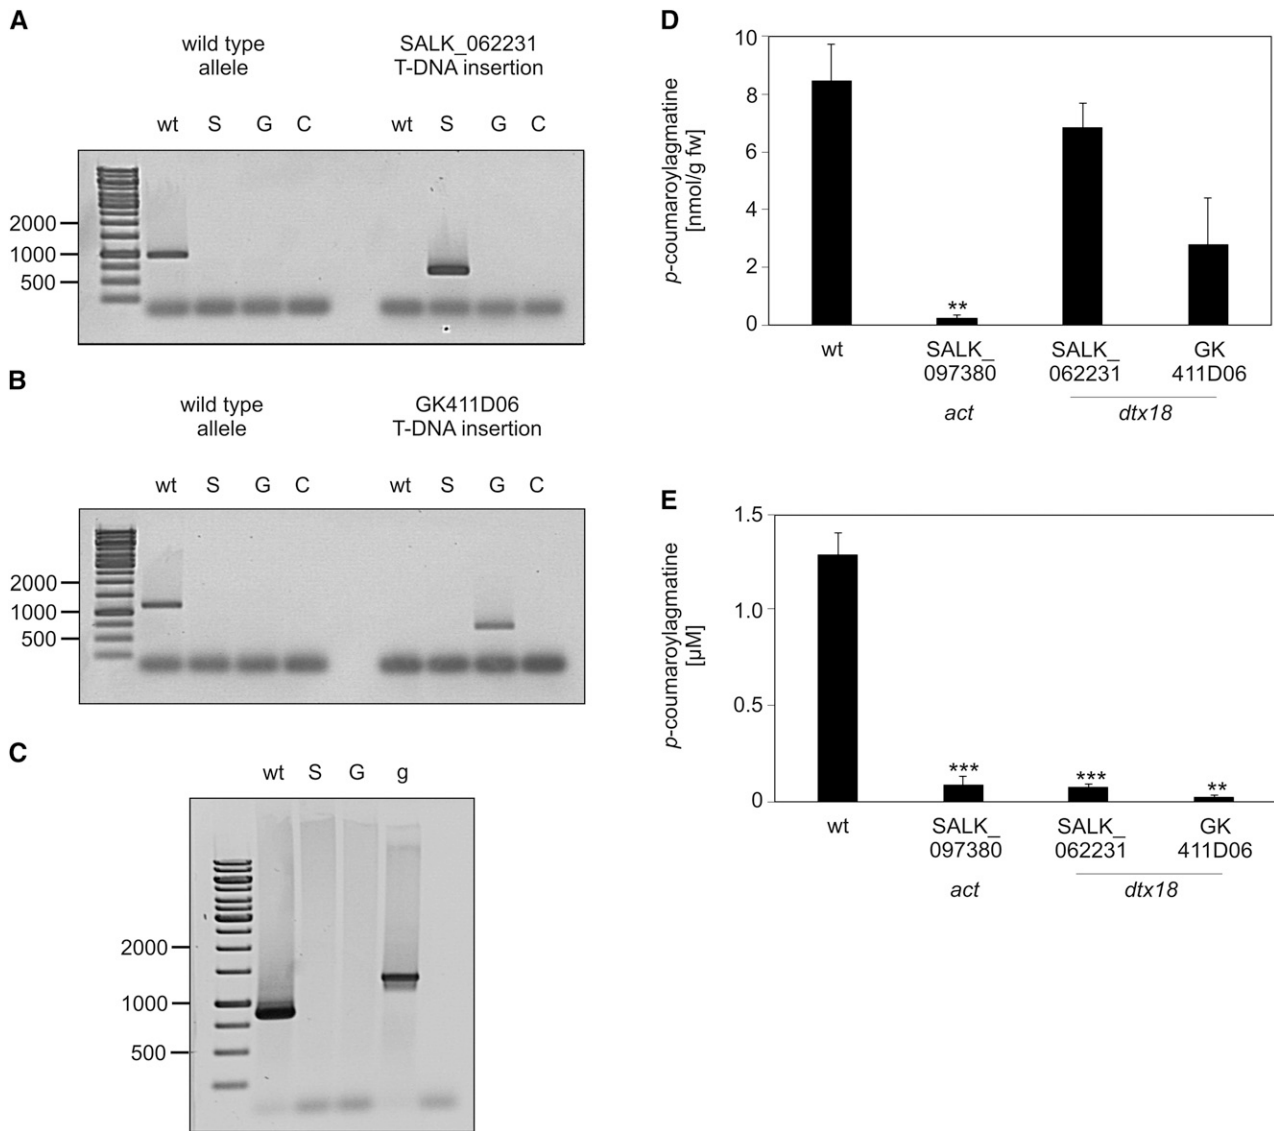 A
wild type
allele
SALK_062231
T-DNA insertion
wt S G C wt S G C
2000
1000
500
B
wild type
allele
GK411D06
T-DNA insertion
wt S G C wt S G C
2000
1000
500
C
wt S G g
2000
1000
500
D
p-coumaroylagmatine
[nmol/g fw]
10
8
6
4
2
0
**
wt
SALK_
097380
SALK_
062231
GK
411D06
act
dtx18
E
p-coumaroylagmatine
[µM]
1.5
1.0
0.5
0
*** *** **
wt
SALK_
097380
SALK_
062231
GK
411D06
act
dtx18